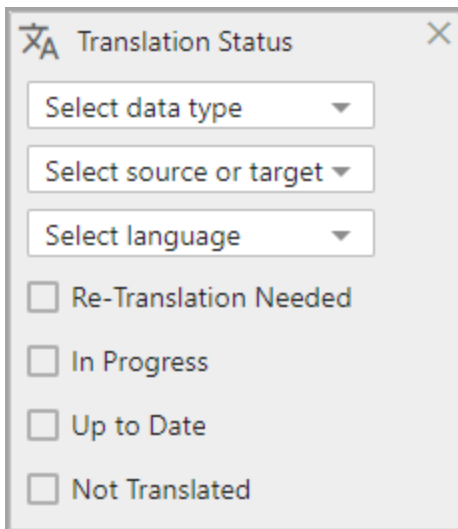 Translation Status
Select data type
Select source or target
Select language
Re-Translation Needed
In Progress
Up to Date
Not Translated